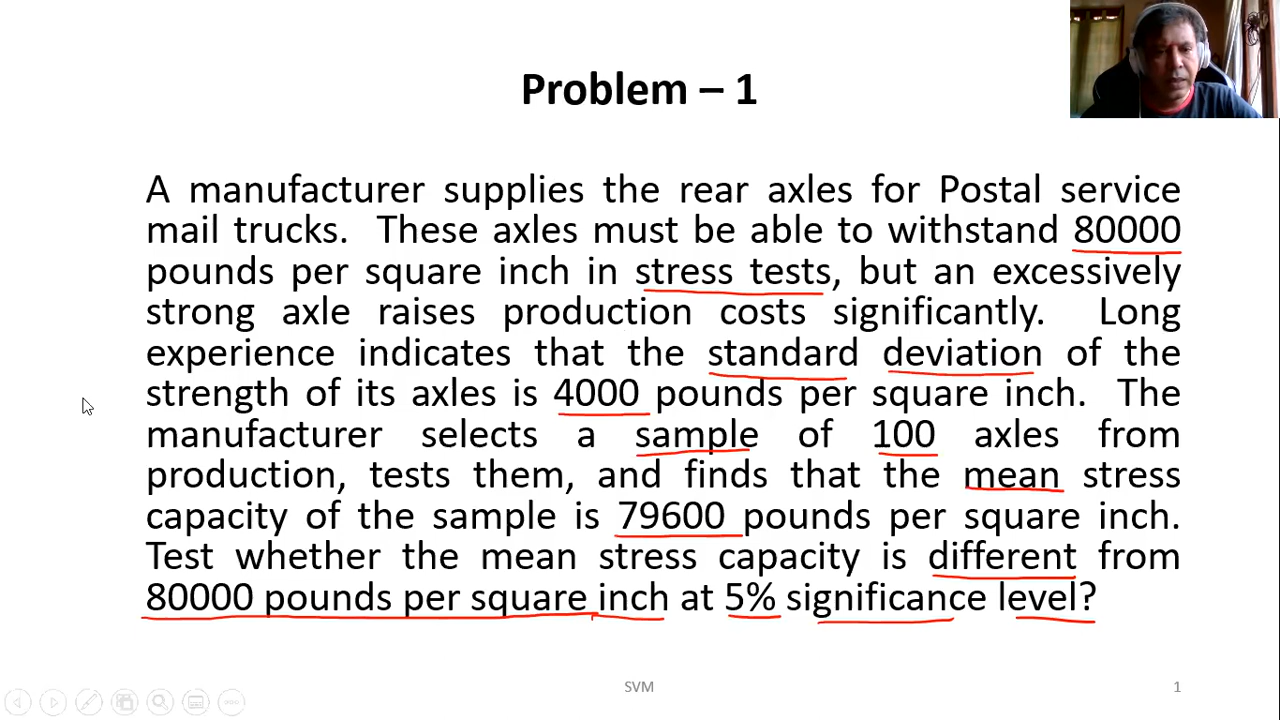 Problem – 1
A manufacturer supplies the rear axles for Postal service
mail trucks. These axles must be able to withstand 80000
pounds per square inch in stress tests, but an excessively
strong axle raises production costs significantly. Long
experience indicates that the standard deviation of the
strength of its axles is 4000 pounds per square inch. The
manufacturer selects a sample of 100 axles from
production, tests them, and finds that the mean stress
capacity of the sample is 79600 pounds per square inch.
Test whether the mean stress capacity is different from
80000 pounds per square inch at 5% significance level?
SVM
1